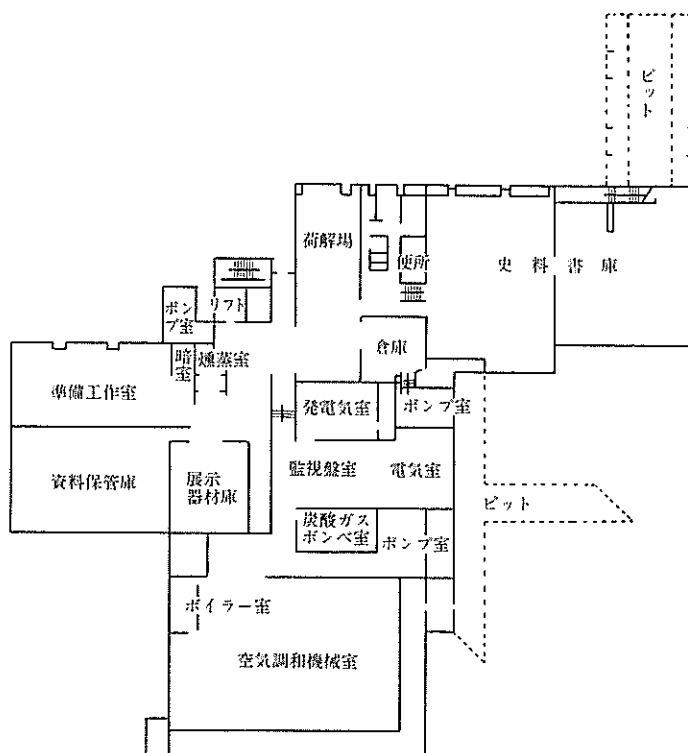 ピット
荷解場
便所
史料書庫
ポンプ室
リフト
倉庫
暗室
燻蒸室
準備工作室
発電気室
ポンプ室
資料保管庫
展示
器材庫
監視盤室
電気室
ピット
炭酸ガス
ボンベ室
ポンプ室
ボイラー室
空気調和機械室